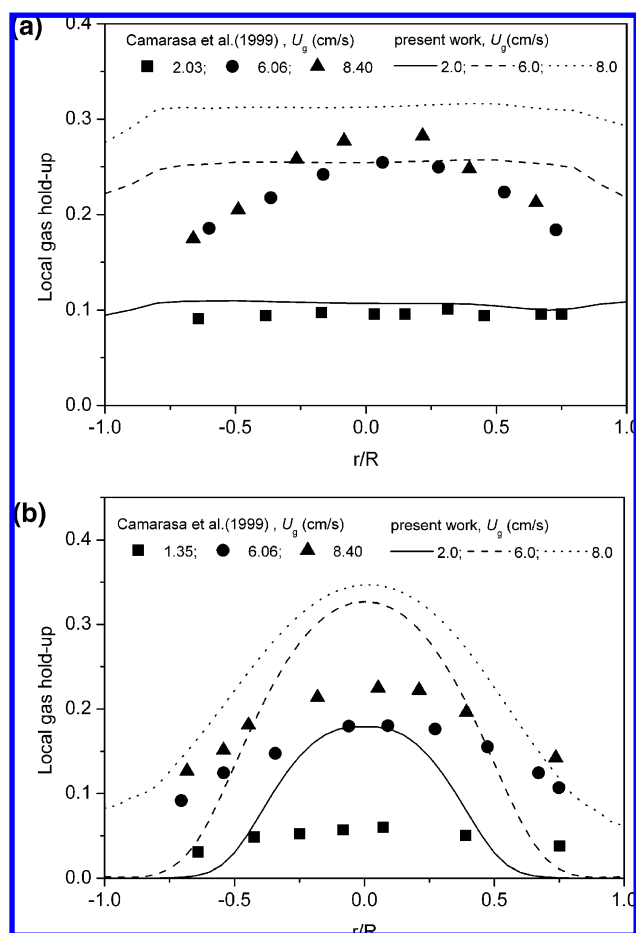 (a)
0.4
0.3
0.2
0.1
0.0
Local gas hold-up
Camarasa et al.(1999) , Ug (cm/s)
2.03; 6.06; 8.40
present work, Ug(cm/s)
2.0; 6.0; 8.0
-1.0 -0.5 0.0 0.5 1.0
r/R
(b)
0.4
0.3
0.2
0.1
0.0
Local gas hold-up
Camarasa et al.(1999) , Ug (cm/s)
1.35; 6.06; 8.40
present work, Ug (cm/s)
2.0; 6.0; 8.0
-1.0 -0.5 0.0 0.5 1.0
r/R